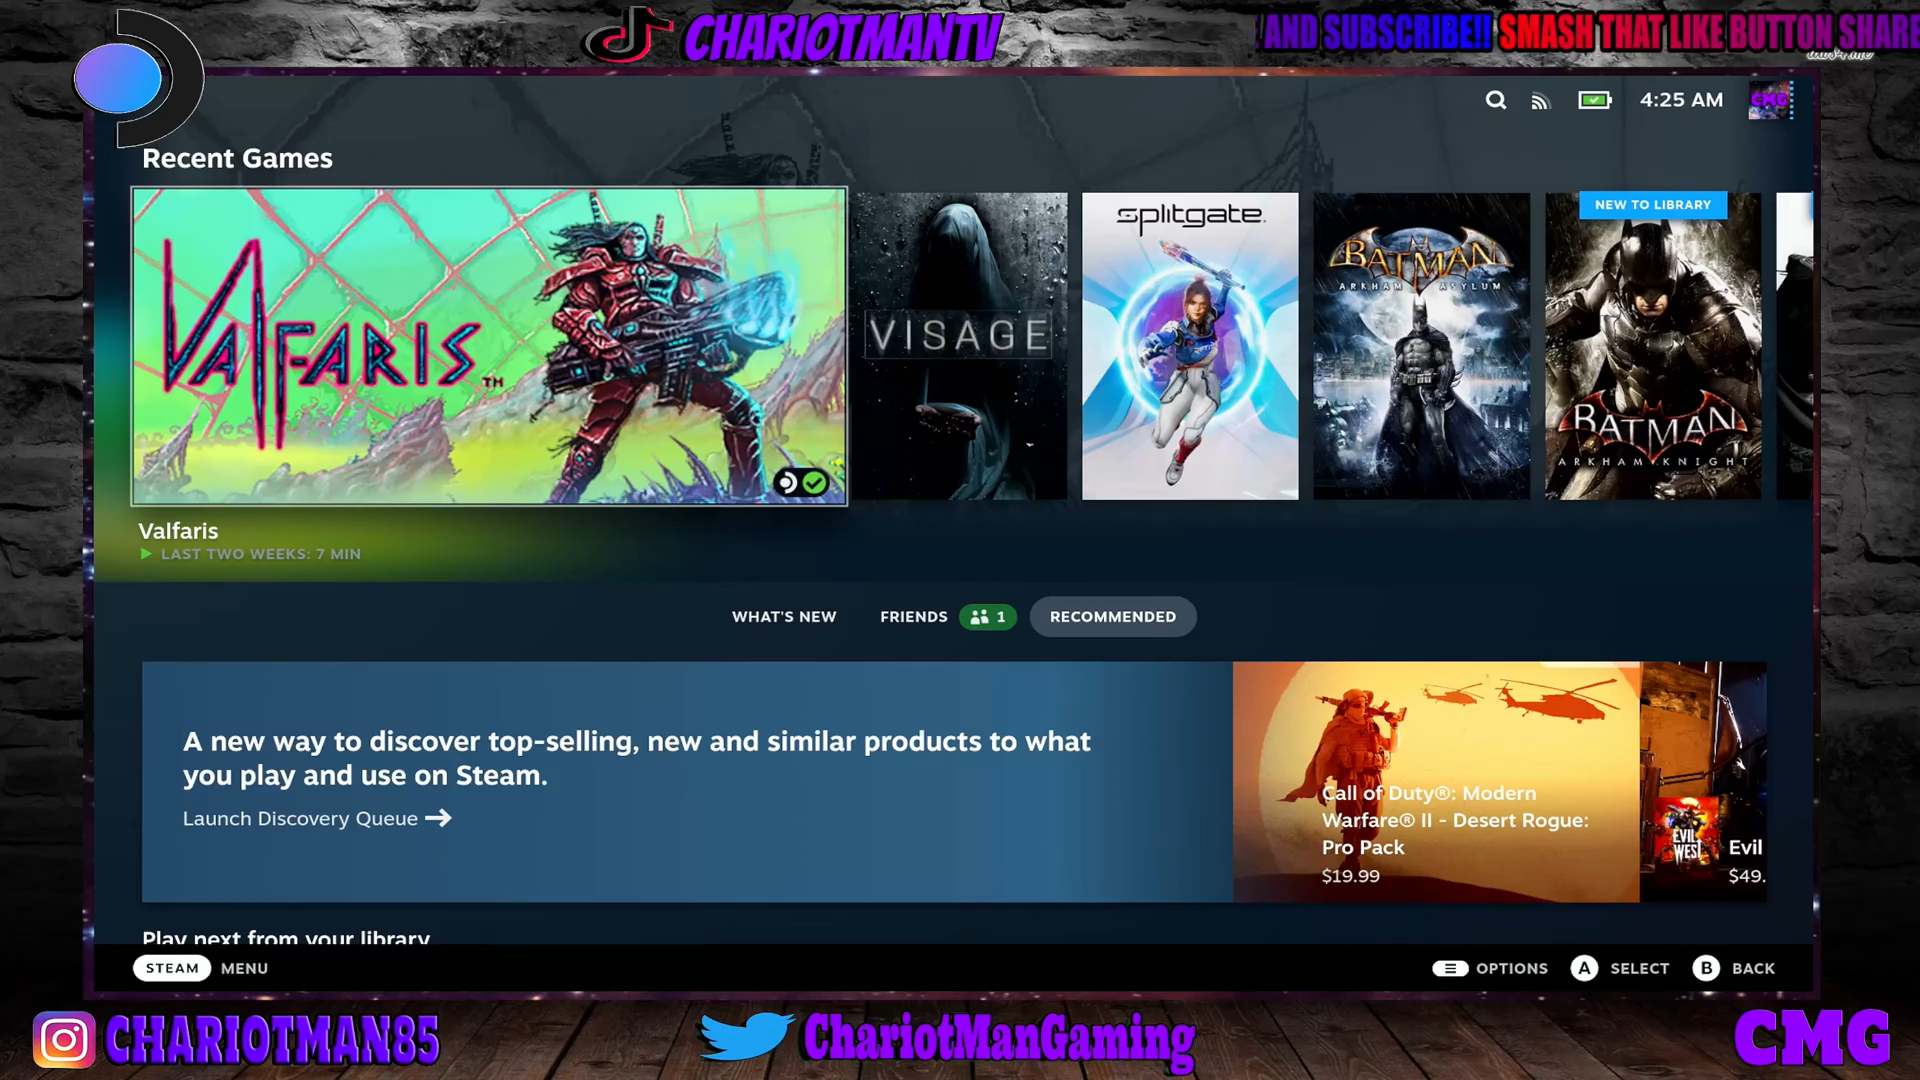 CHARIOTMANTV
AND SUBSCRIBE!! SMASH THAT LIKE BUTTON SHARE
4:25 AM
CMG
Recent Games
VALFARIS™
VISAGE
splitgate.
BATMAN
ARKHAM ASYLUM
NEW TO LIBRARY
BATMAN
ARKHAM KNIGHT
Valfaris
LAST TWO WEEKS: 7 MIN
WHAT'S NEW
FRIENDS 1
RECOMMENDED
A new way to discover top-selling, new and similar products to what
you play and use on Steam.
Launch Discovery Queue →
Call of Duty®: Modern
Warfare® II - Desert Rogue:
Pro Pack
$19.99
EVIL
WEST
Evil
$49.
Play next from your library
STEAM MENU
OPTIONS
A SELECT
B BACK
CHARIOTMAN85
ChariotManGaming
CMG